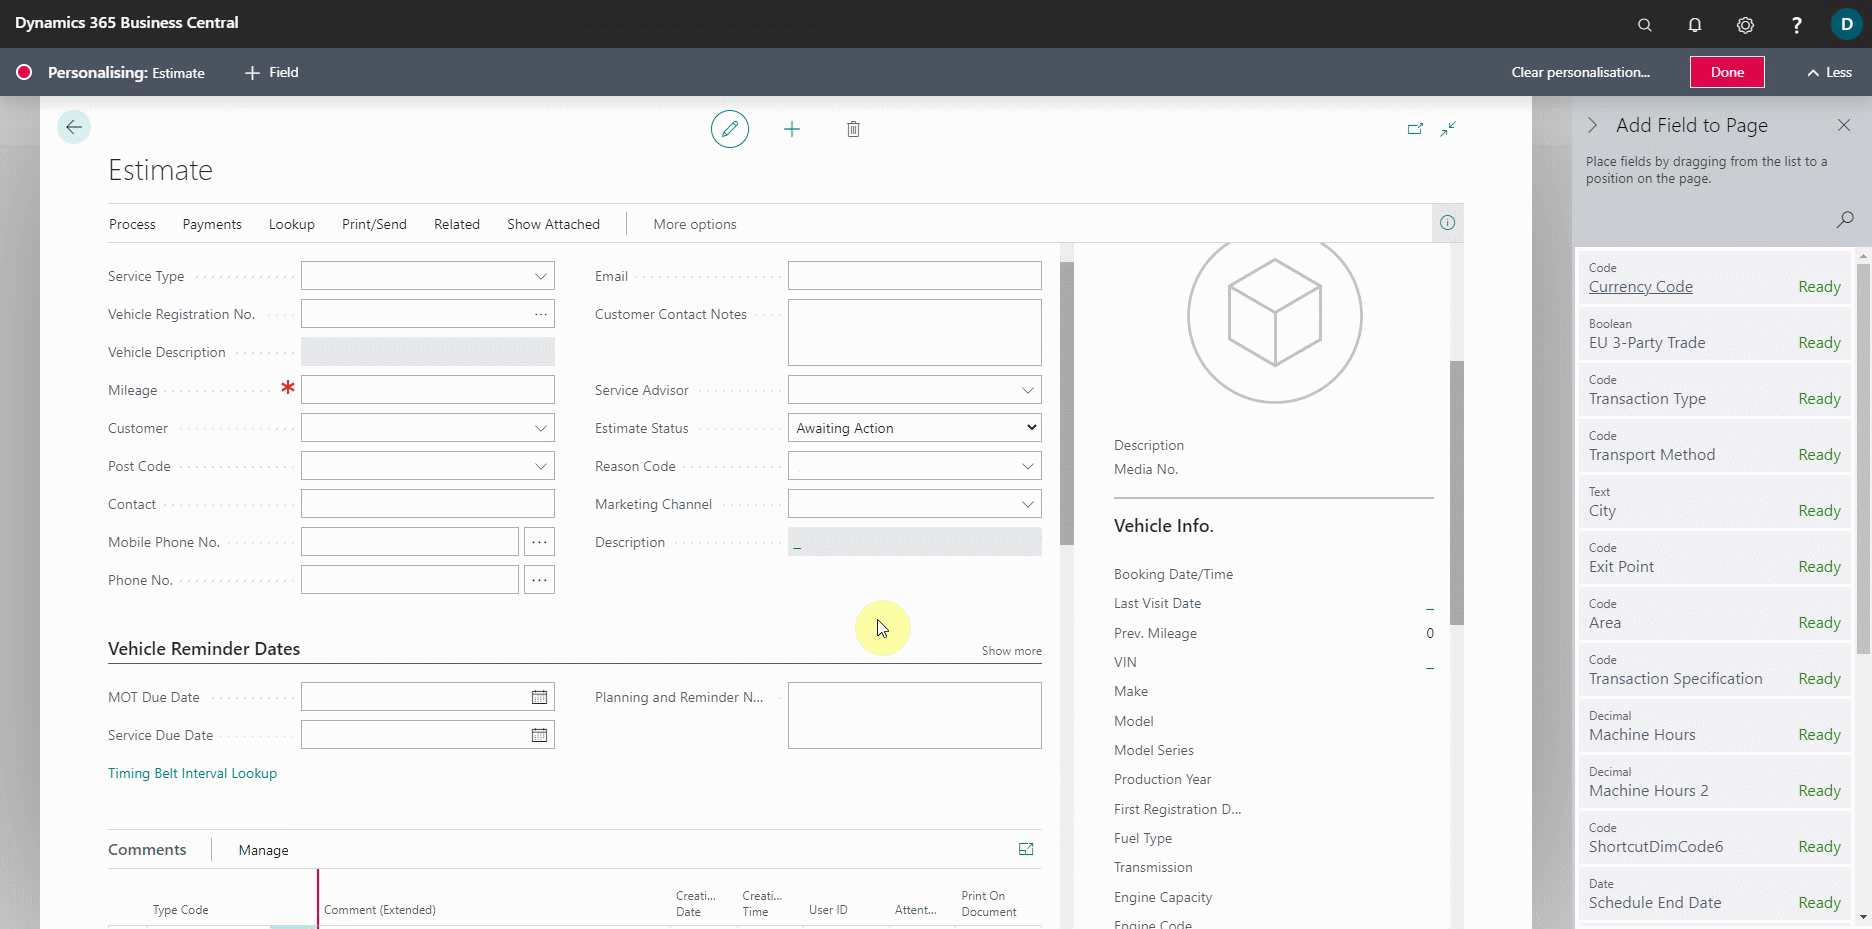 Dynamics 365 Business Central
?
D
Personalising: Estimate
+ Field
Clear personalisation...
Done
Less
Estimate
Process
Payments
Lookup
Print/Send
Related
Show Attached
More options
Service Type
Vehicle Registration No.
...
Vehicle Description
Mileage
*
Customer
Post Code
Contact
Mobile Phone No.
...
Phone No.
...
Email
Customer Contact Notes
Service Advisor
Estimate Status
Awaiting Action
Reason Code
Marketing Channel
Description
_
Vehicle Reminder Dates
Show more
MOT Due Date
Service Due Date
Timing Belt Interval Lookup
Planning and Reminder N...
Comments
Manage
Type Code
Comment (Extended)
Creati...
Date
Creati...
Time
User ID
Attent...
Print On
Document
Description
Media No.
Vehicle Info.
Booking Date/Time
Last Visit Date _
Prev. Mileage 0
VIN _
Make
Model
Model Series
Production Year
First Registration D...
Fuel Type
Transmission
Engine Capacity
Engine Code
Add Field to Page
Place fields by dragging from the list to a
position on the page.
Code
Currency Code Ready
Boolean
EU 3-Party Trade Ready
Code
Transaction Type Ready
Code
Transport Method Ready
Text
City Ready
Code
Exit Point Ready
Code
Area Ready
Code
Transaction Specification Ready
Decimal
Machine Hours Ready
Decimal
Machine Hours 2 Ready
Code
ShortcutDimCode6 Ready
Date
Schedule End Date Ready